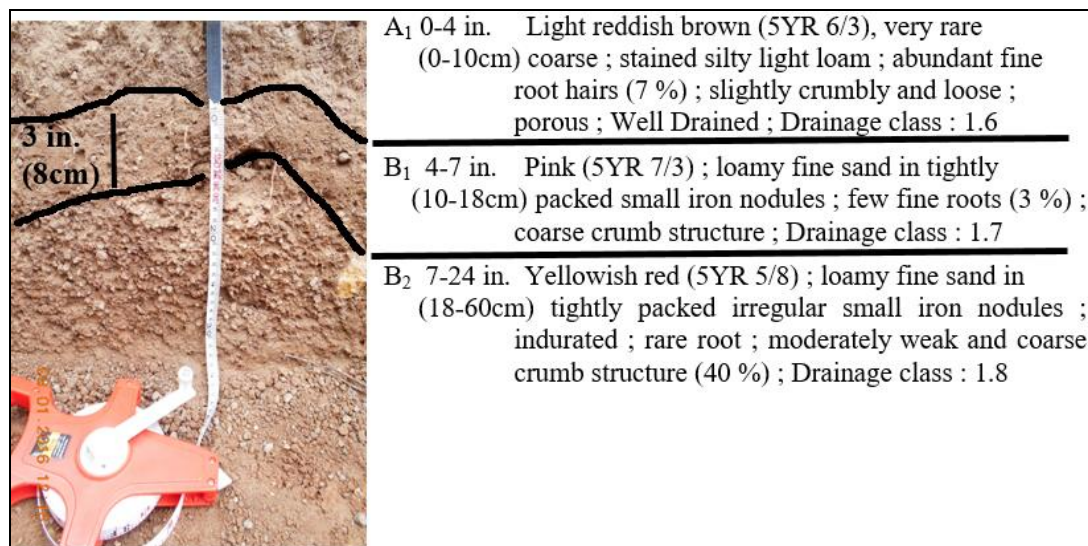 3 in.
(8cm)
A₁ 0-4 in. Light reddish brown (5YR 6/3), very rare
(0-10cm) coarse ; stained silty light loam ; abundant fine
root hairs (7 %) ; slightly crumbly and loose ;
porous ; Well Drained ; Drainage class : 1.6
B₁ 4-7 in. Pink (5YR 7/3) ; loamy fine sand in tightly
(10-18cm) packed small iron nodules ; few fine roots (3 %) ;
coarse crumb structure ; Drainage class : 1.7
B₂ 7-24 in. Yellowish red (5YR 5/8) ; loamy fine sand in
(18-60cm) tightly packed irregular small iron nodules ;
indurated ; rare root ; moderately weak and coarse
crumb structure (40 %) ; Drainage class : 1.8